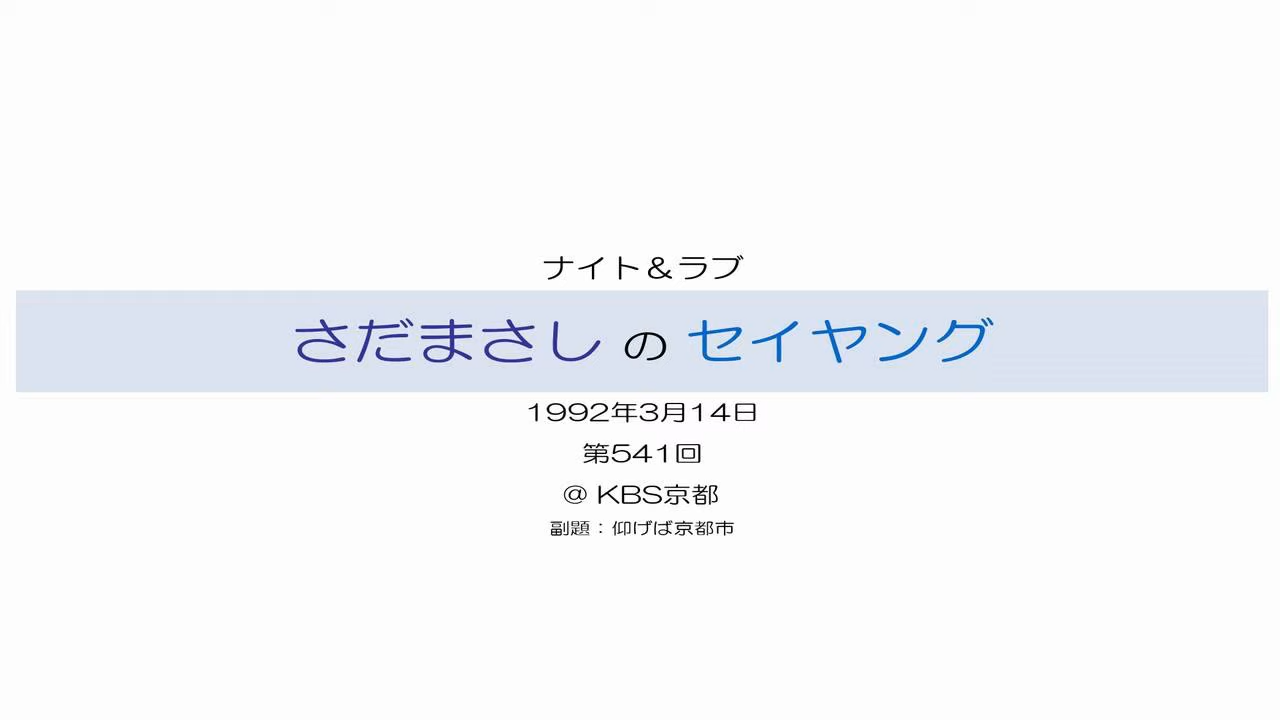 ナイト＆ラブ
さだまさし の セイヤング
1992年3月14日
第541回
@ KBS京都
副題：仰げば京都市